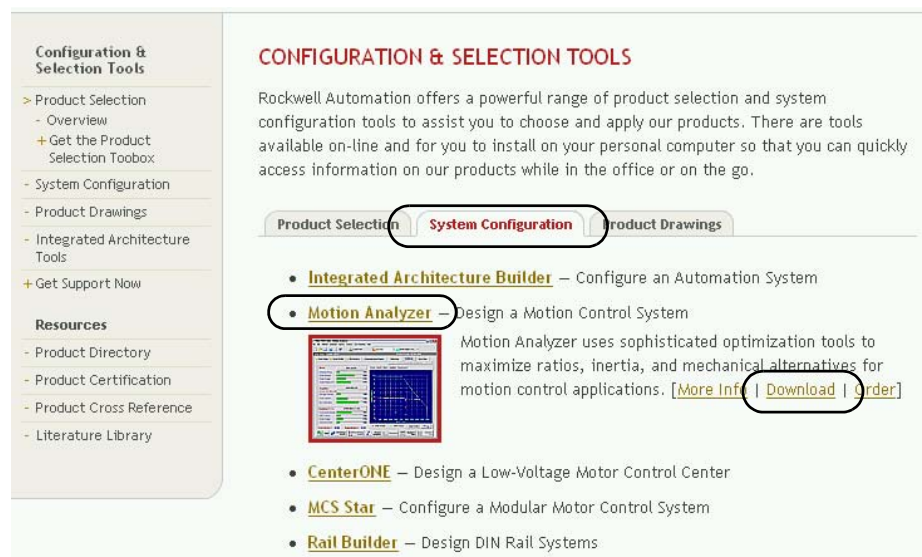 Configuration &
Selection Tools
> Product Selection
- Overview
+ Get the Product
Selection Toobox
- System Configuration
- Product Drawings
- Integrated Architecture
Tools
+ Get Support Now
Resources
- Product Directory
- Product Certification
- Product Cross Reference
- Literature Library
CONFIGURATION & SELECTION TOOLS
Rockwell Automation offers a powerful range of product selection and system
configuration tools to assist you to choose and apply our products. There are tools
available on-line and for you to install on your personal computer so that you can quickly
access information on our products while in the office or on the go.
Product Selection System Configuration Product Drawings
• Integrated Architecture Builder – Configure an Automation System
• Motion Analyzer – Design a Motion Control System
Motion Analyzer uses sophisticated optimization tools to
maximize ratios, inertia, and mechanical alternatives for
motion control applications. [More Info | Download | Order]
• CenterONE – Design a Low-Voltage Motor Control Center
• MCS Star – Configure a Modular Motor Control System
• Rail Builder – Design DIN Rail Systems